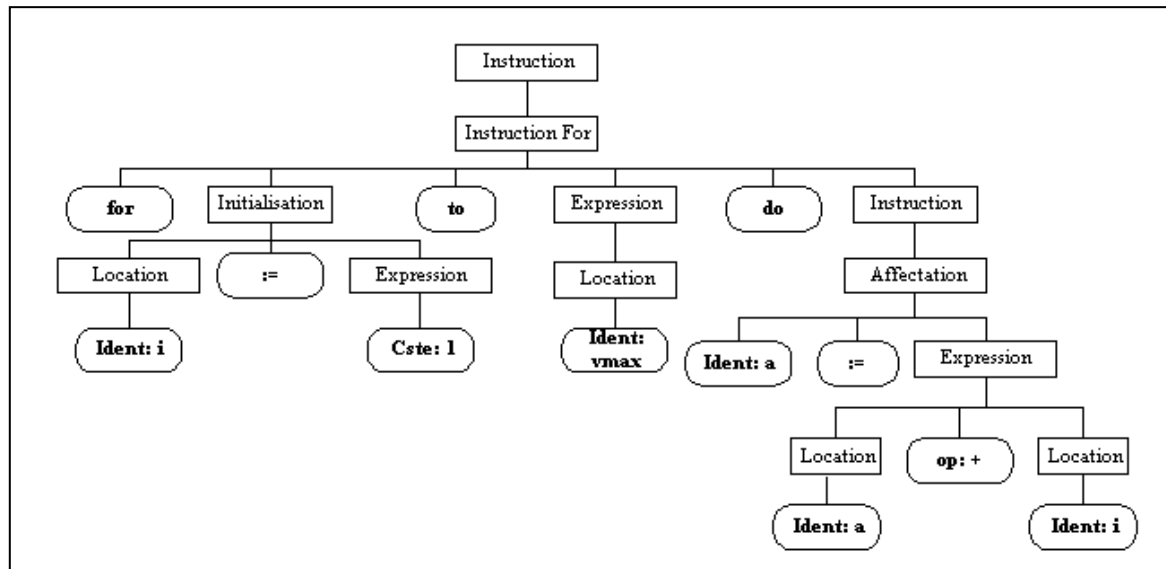 Instruction
Instruction For
for
Initialisation
to
Expression
do
Instruction
Location
:=
Expression
Location
Affectation
Ident: i
Cste: 1
Ident:
vmax
Ident: a
:=
Expression
Location
op: +
Location
Ident: a
Ident: i